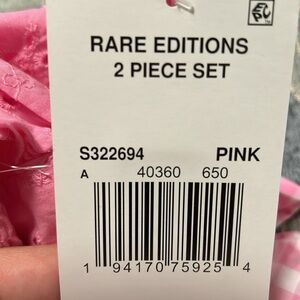 RARE EDITIONS
2 PIECE SET
S322694 PINK
A 40360 650
1 94170 75925 4